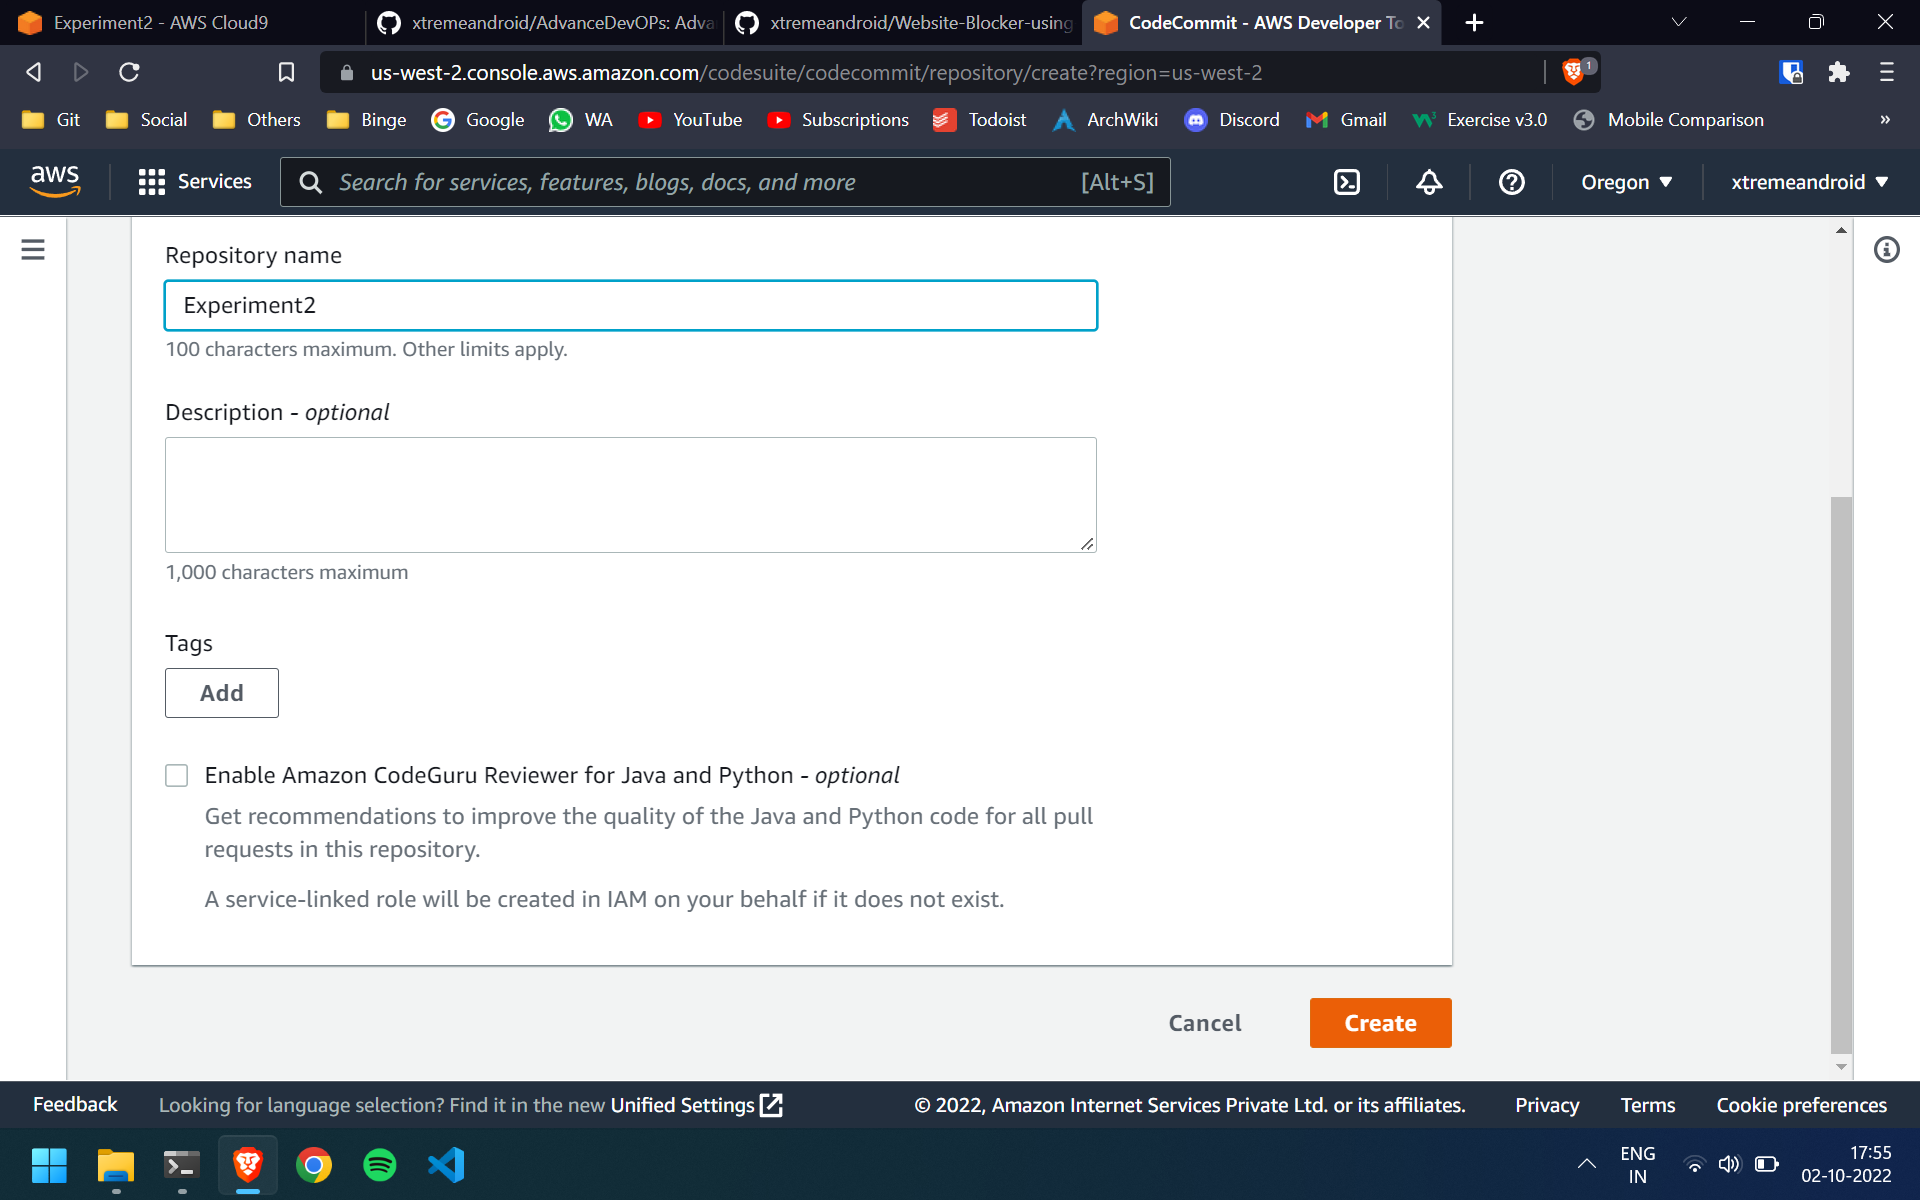 Experiment2 - AWS Cloud9
xtremeandroid/AdvanceDevOPs: Adva
xtremeandroid/Website-Blocker-using
CodeCommit - AWS Developer To
us-west-2.console.aws.amazon.com/codesuite/codecommit/repository/create?region=us-west-2
1
Git
Social
Others
Binge
Google
WA
YouTube
Subscriptions
Todoist
ArchWiki
Discord
Gmail
Exercise v3.0
Mobile Comparison
»
aws
Services
Search for services, features, blogs, docs, and more
[Alt+S]
Oregon
xtremeandroid
Repository name
Experiment2
100 characters maximum. Other limits apply.
Description - optional
1,000 characters maximum
Tags
Add
Enable Amazon CodeGuru Reviewer for Java and Python - optional
Get recommendations to improve the quality of the Java and Python code for all pull
requests in this repository.
A service-linked role will be created in IAM on your behalf if it does not exist.
Cancel
Create
Feedback
Looking for language selection? Find it in the new Unified Settings
© 2022, Amazon Internet Services Private Ltd. or its affiliates.
Privacy
Terms
Cookie preferences
ENG
IN
17:55
02-10-2022